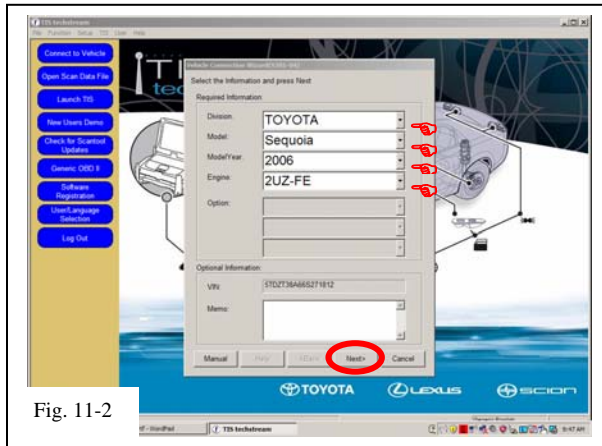 TIS techstream
File Function Setup TIS User Help
Connect to Vehicle
Open Scan Data File
Launch TIS
New Users Demo
Check for Scantool
Updates
Generic OBD II
Software
Registration
User/Language
Selection
Log Out
TI
tec
Vehicle Connection Wizard
Select the Information and press Next
Required Information:
Division: TOYOTA
Model: Sequoia
ModelYear: 2006
Engine: 2UZ-FE
Option:
Optional Information:
VIN: 5TDZT38A66S271812
Memo:
Manual Help <Back Next> Cancel
TOYOTA LEXUS SCION
Fig. 11-2
rtf - WordPad TIS techstream 9:47 AM